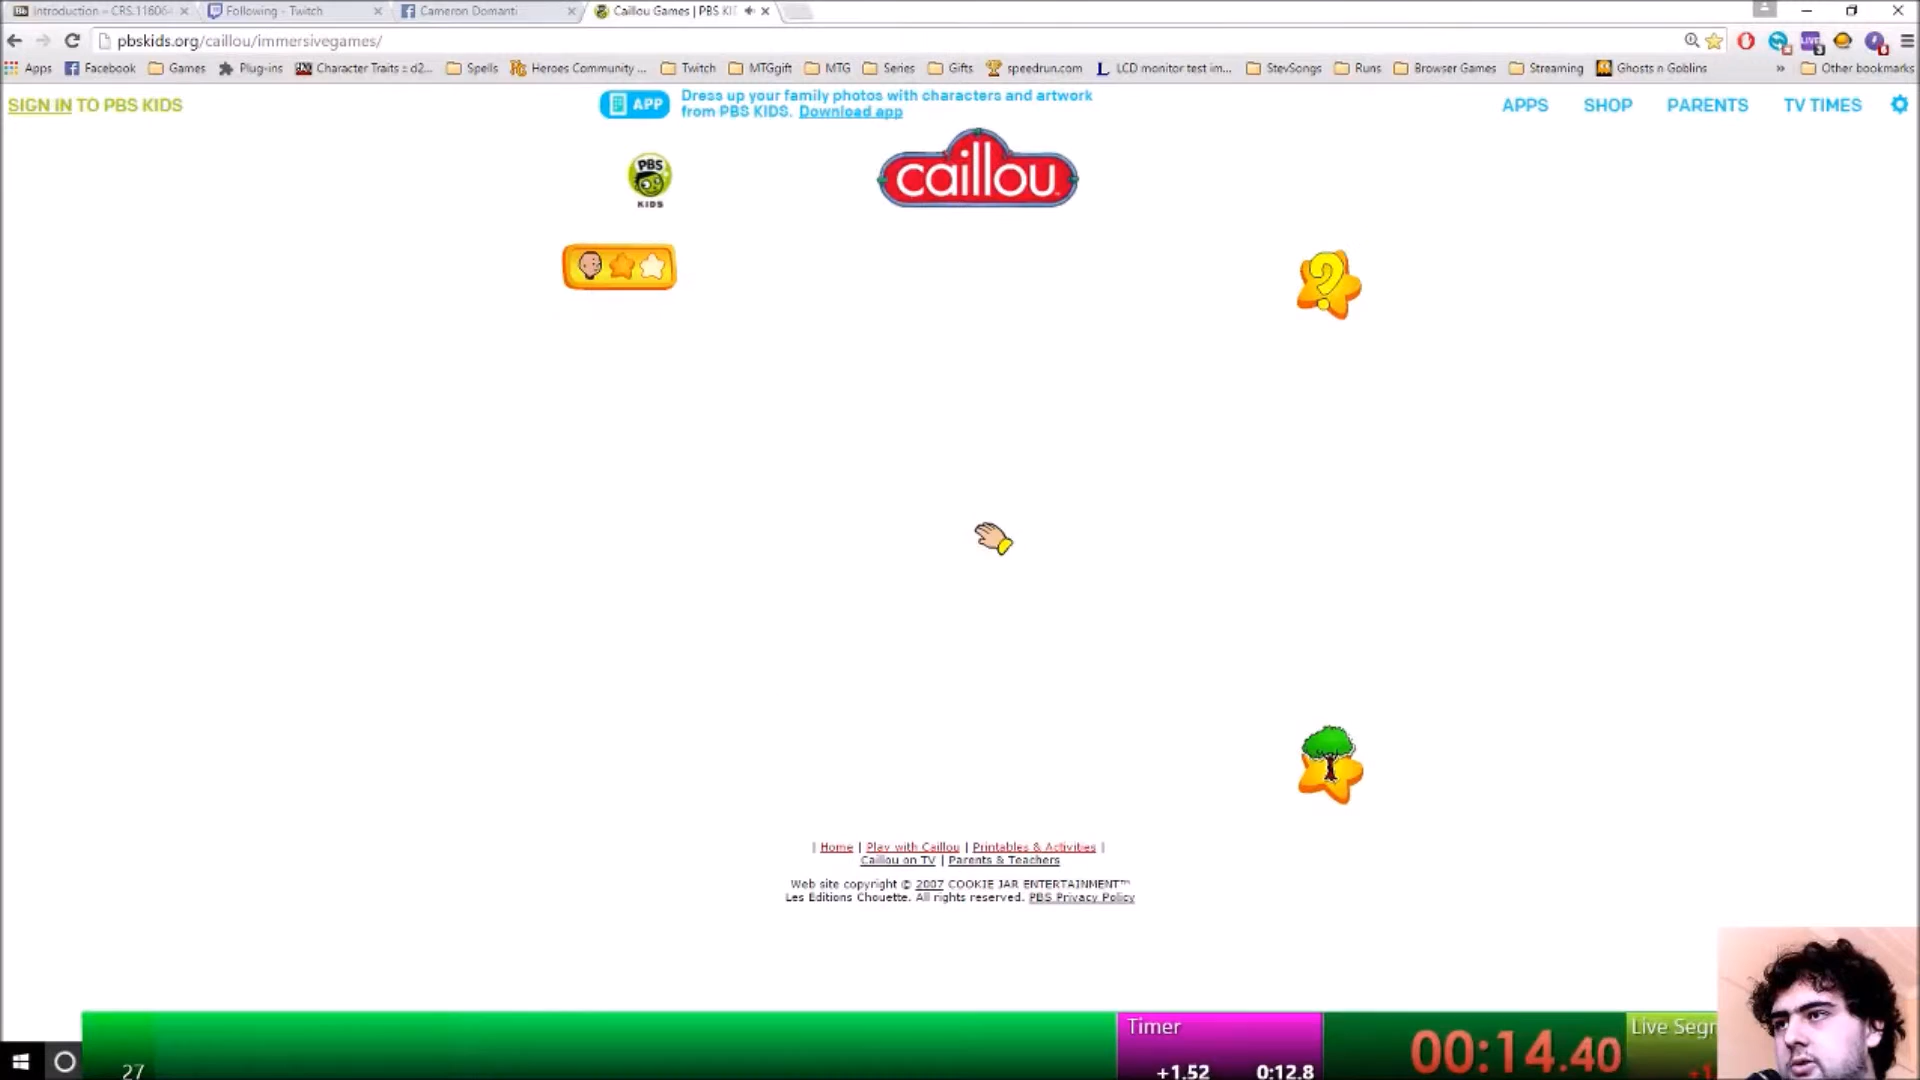 Introduction – CRS.11606
Following - Twitch
Cameron Domanti
Caillou Games | PBS KI
pbskids.org/caillou/immersivegames/
Apps Facebook Games Plug-ins Character Traits :: d2... Spells Heroes Community ... Twitch MTGgift MTG Series Gifts speedrun.com LCD monitor test im... StevSongs Runs Browser Games Streaming Ghosts n Goblins » Other bookmarks
SIGN IN TO PBS KIDS
APP
Dress up your family photos with characters and artwork
from PBS KIDS. Download app
APPS SHOP PARENTS TV TIMES
PBS
KIDS
caillou
?
| Home | Play with Caillou | Printables & Activities |
Caillou on TV | Parents & Teachers
Web site copyright © 2007 COOKIE JAR ENTERTAINMENT™
Les Editions Chouette. All rights reserved. PBS Privacy Policy
27
Timer
+1.52 0:12.8
00:14.40
Live Segm